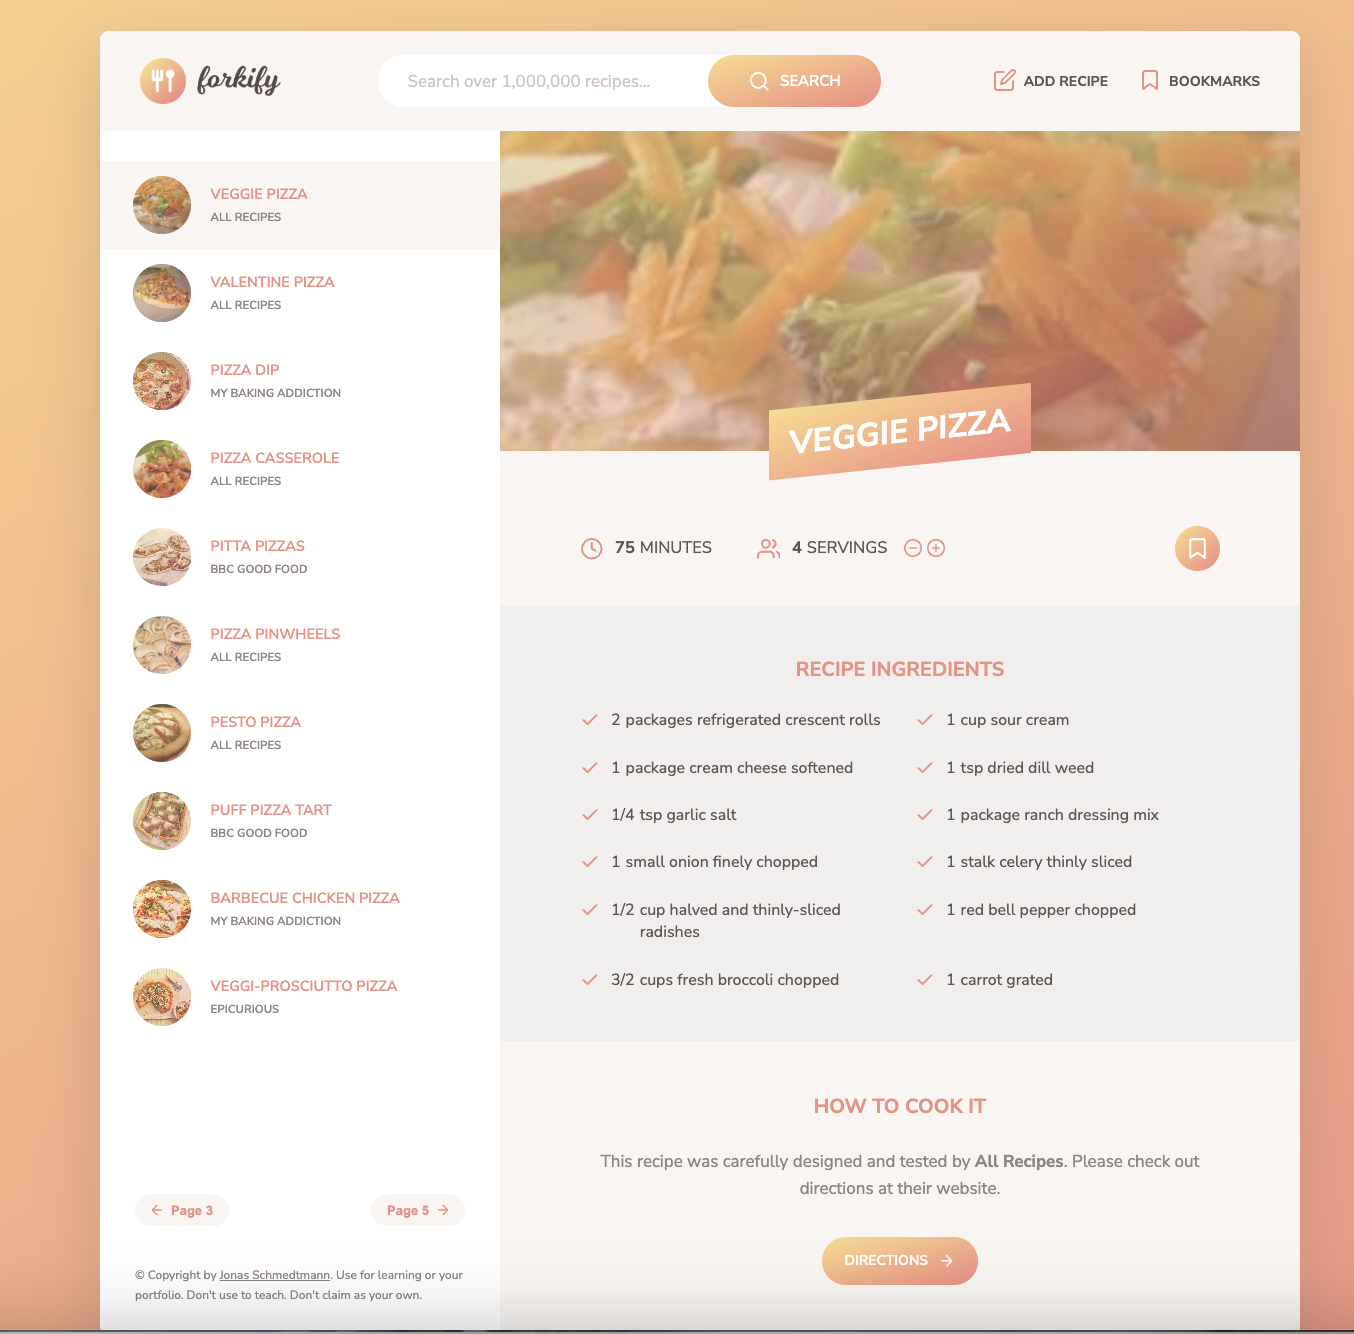 forkify
Search over 1,000,000 recipes...
SEARCH
ADD RECIPE
BOOKMARKS
VEGGIE PIZZA
ALL RECIPES
VALENTINE PIZZA
ALL RECIPES
PIZZA DIP
MY BAKING ADDICTION
PIZZA CASSEROLE
ALL RECIPES
PITTA PIZZAS
BBC GOOD FOOD
PIZZA PINWHEELS
ALL RECIPES
PESTO PIZZA
ALL RECIPES
PUFF PIZZA TART
BBC GOOD FOOD
BARBECUE CHICKEN PIZZA
MY BAKING ADDICTION
VEGGI-PROSCIUTTO PIZZA
EPICURIOUS
Page 3
Page 5
© Copyright by Jonas Schmedtmann. Use for learning or your
portfolio. Don't use to teach. Don't claim as your own.
VEGGIE PIZZA
75 MINUTES
4 SERVINGS
RECIPE INGREDIENTS
2 packages refrigerated crescent rolls
1 cup sour cream
1 package cream cheese softened
1 tsp dried dill weed
1/4 tsp garlic salt
1 package ranch dressing mix
1 small onion finely chopped
1 stalk celery thinly sliced
1/2 cup halved and thinly-sliced
radishes
1 red bell pepper chopped
3/2 cups fresh broccoli chopped
1 carrot grated
HOW TO COOK IT
This recipe was carefully designed and tested by All Recipes. Please check out
directions at their website.
DIRECTIONS